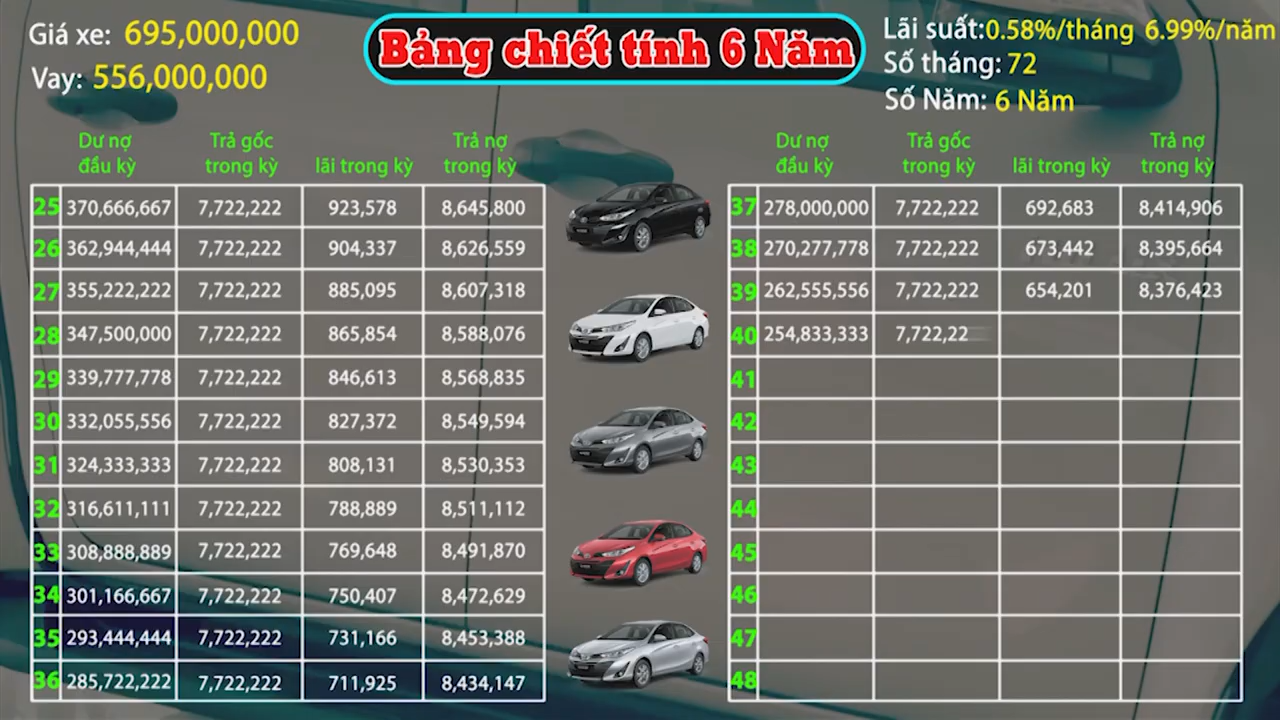 Giá xe: 695,000,000
Vay: 556,000,000
Bảng chiết tính 6 Năm
Lãi suất:0.58%/tháng 6.99%/năm
Số tháng: 72
Số Năm: 6 Năm
Dư nợ đầu kỳ Trả gốc trong kỳ lãi trong kỳ Trả nợ trong kỳ
25 370,666,667 7,722,222 923,578 8,645,800
26 362,944,444 7,722,222 904,337 8,626,559
27 355,222,222 7,722,222 885,095 8,607,318
28 347,500,000 7,722,222 865,854 8,588,076
29 339,777,778 7,722,222 846,613 8,568,835
30 332,055,556 7,722,222 827,372 8,549,594
31 324,333,333 7,722,222 808,131 8,530,353
32 316,611,111 7,722,222 788,889 8,511,112
33 308,888,889 7,722,222 769,648 8,491,870
34 301,166,667 7,722,222 750,407 8,472,629
35 293,444,444 7,722,222 731,166 8,453,388
36 285,722,222 7,722,222 711,925 8,434,147
Dư nợ đầu kỳ Trả gốc trong kỳ lãi trong kỳ Trả nợ trong kỳ
37 278,000,000 7,722,222 692,683 8,414,906
38 270,277,778 7,722,222 673,442 8,395,664
39 262,555,556 7,722,222 654,201 8,376,423
40 254,833,333 7,722,22
41
42
43
44
45
46
47
48